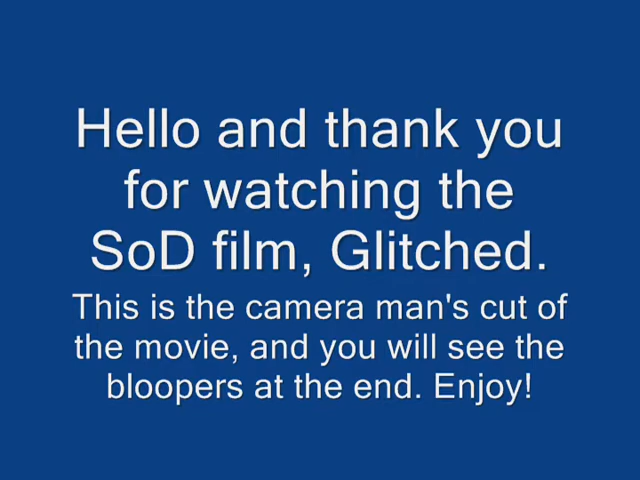 Hello and thank you
for watching the
SoD film, Glitched.
This is the camera man's cut of
the movie, and you will see the
bloopers at the end. Enjoy!